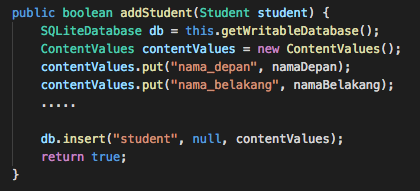 public boolean addStudent(Student student) {
    SQLiteDatabase db = this.getWritableDatabase();
    ContentValues contentValues = new ContentValues();
    contentValues.put("nama_depan", namaDepan);
    contentValues.put("nama_belakang", namaBelakang);
    .....

    db.insert("student", null, contentValues);
    return true;
}